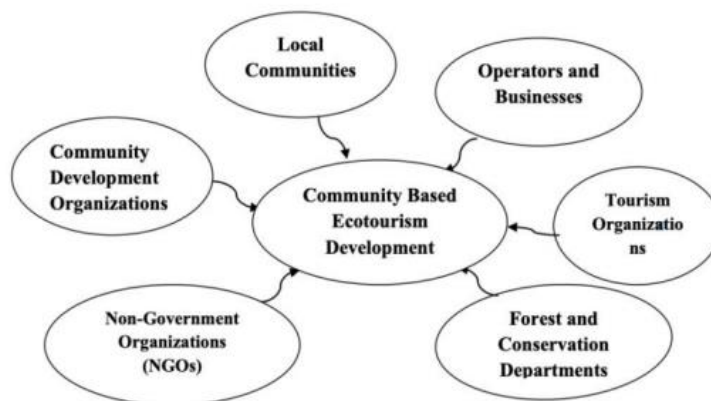 Local
Communities
Operators and
Businesses
Community
Development
Organizations
Community Based
Ecotourism
Development
Tourism
Organizatio
ns
Non-Government
Organizations
(NGOs)
Forest and
Conservation
Departments